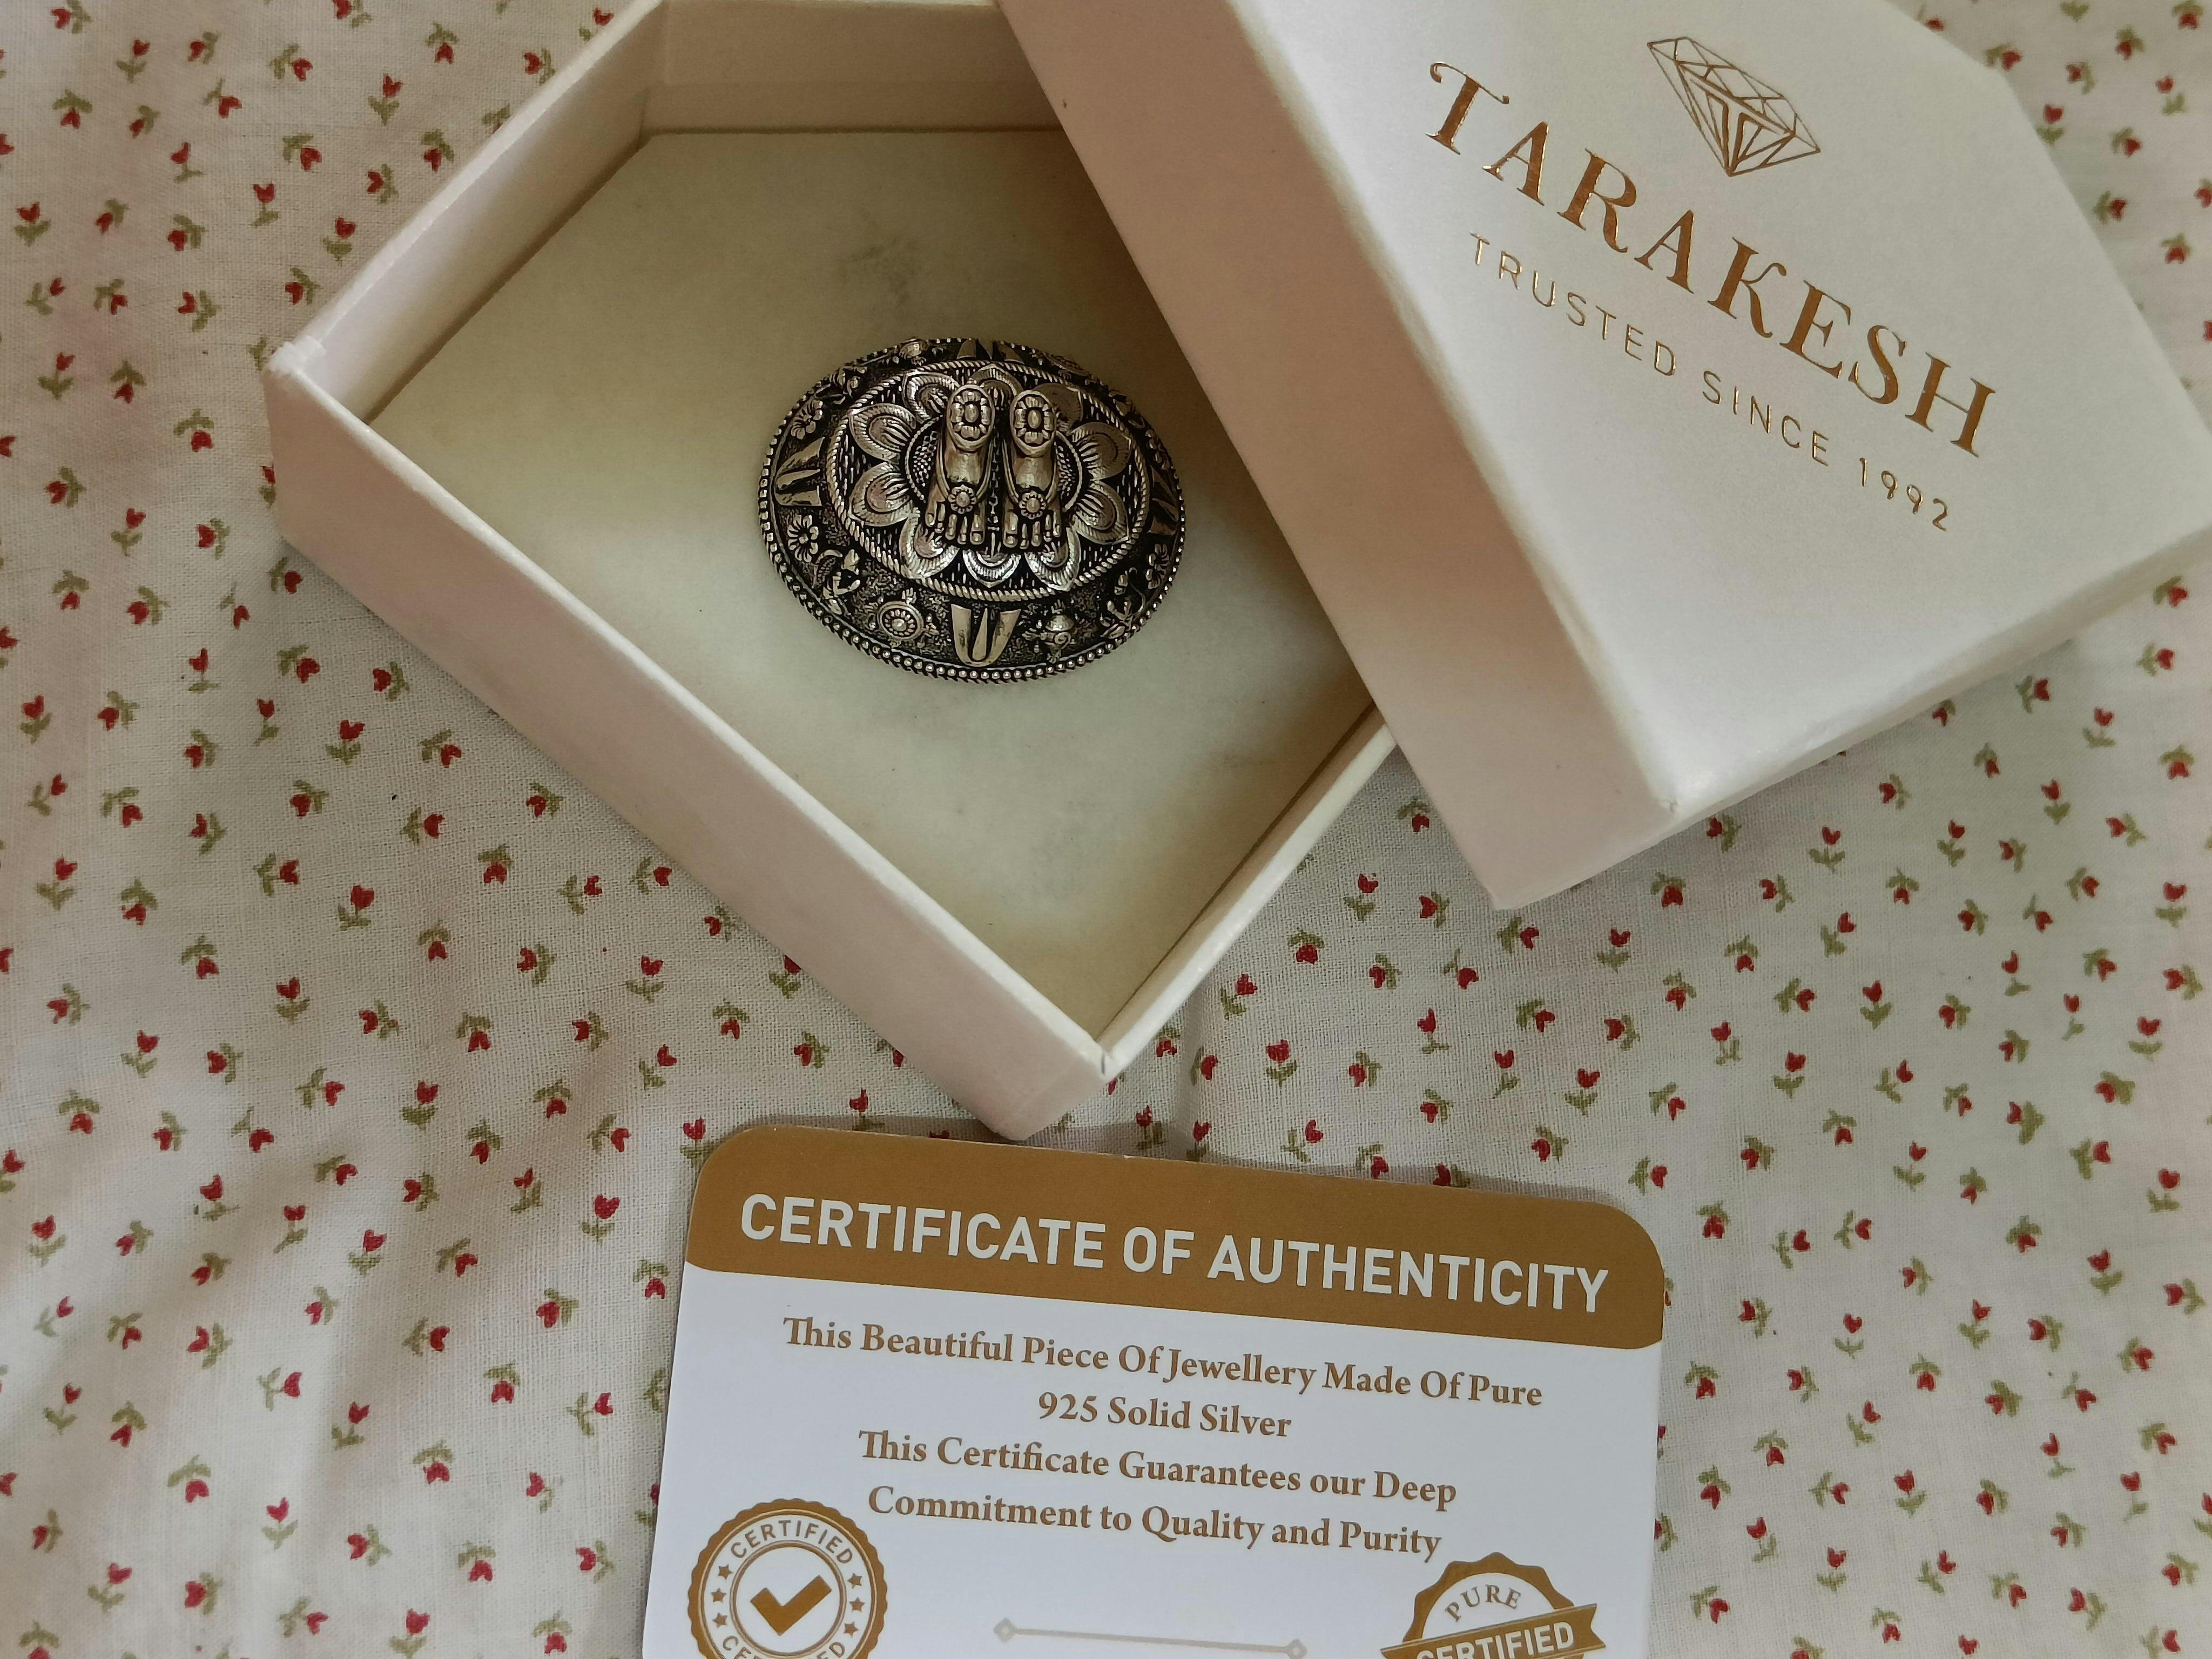 TARAKESH
TRUSTED SINCE 1992
CERTIFICATE OF AUTHENTICITY
This Beautiful Piece Of Jewellery Made Of Pure
925 Solid Silver
This Certificate Guarantees our Deep
Commitment to Quality and Purity
CERTIFIED
CERTIFIED
PURE
CERTIFIED